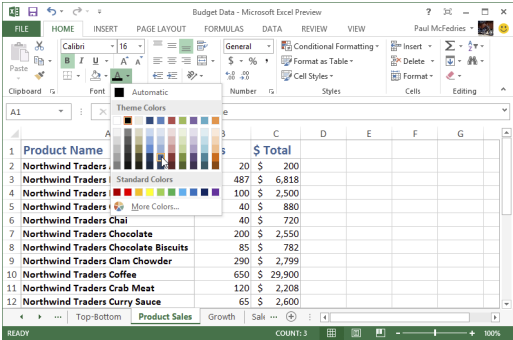 Budget Data - Microsoft Excel Preview
FILE HOME INSERT PAGE LAYOUT FORMULAS DATA REVIEW VIEW Paul McFedries
Calibri 16 General Conditional Formatting Insert
Paste B I U $ % , Format as Table Delete
A Cell Styles Format
Clipboard Font Number Cells Editing
A1
Automatic
Theme Colors
Standard Colors
More Colors...
A B C D E F G
1 Product Name $ Total
2 Northwind Traders 20 $ 200
3 Northwind Traders 487 $ 6,818
4 Northwind Traders 100 $ 2,500
5 Northwind Traders 40 $ 880
6 Northwind Traders Chai 40 $ 720
7 Northwind Traders Chocolate 200 $ 2,550
8 Northwind Traders Chocolate Biscuits 85 $ 782
9 Northwind Traders Clam Chowder 290 $ 2,799
10 Northwind Traders Coffee 650 $ 29,900
11 Northwind Traders Crab Meat 120 $ 2,208
12 Northwind Traders Curry Sauce 65 $ 2,600
... Top-Bottom Product Sales Growth Sal ...
READY COUNT: 3 100%